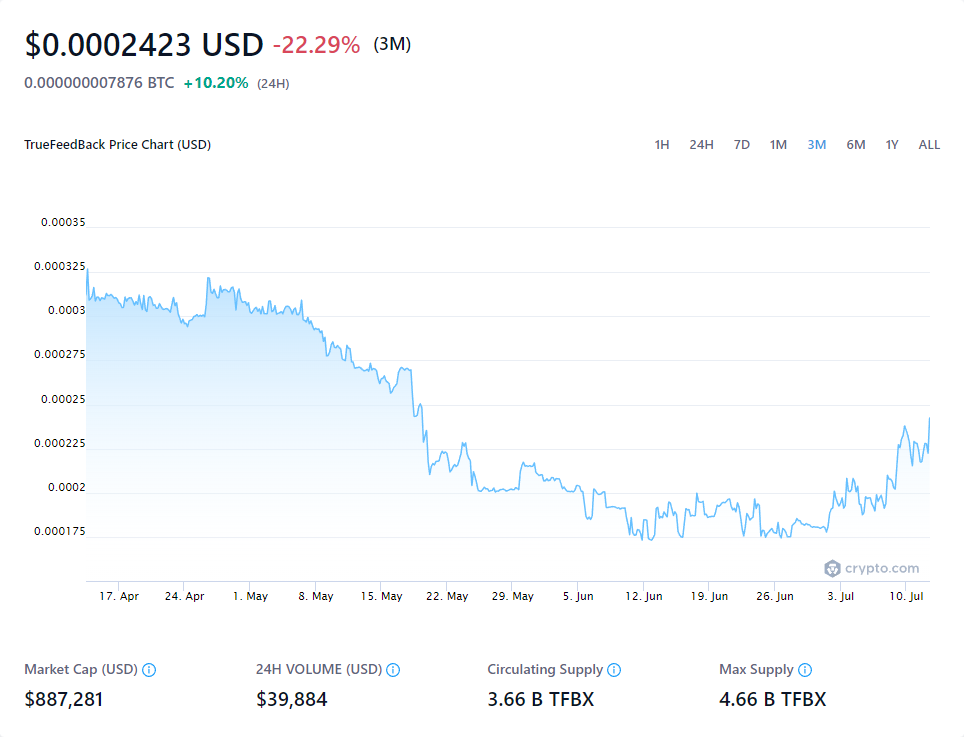 $0.0002423 USD -22.29% (3M)
0.000000007876 BTC +10.20% (24H)
TrueFeedBack Price Chart (USD) 1H 24H 7D 1M 3M 6M 1Y ALL
0.00035
0.000325
0.0003
0.000275
0.00025
0.000225
0.0002
0.000175
crypto.com
17. Apr 24. Apr 1. May 8. May 15. May 22. May 29. May 5. Jun 12. Jun 19. Jun 26. Jun 3. Jul 10. Jul
Market Cap (USD) 24H VOLUME (USD) Circulating Supply Max Supply
$887,281 $39,884 3.66 B TFBX 4.66 B TFBX